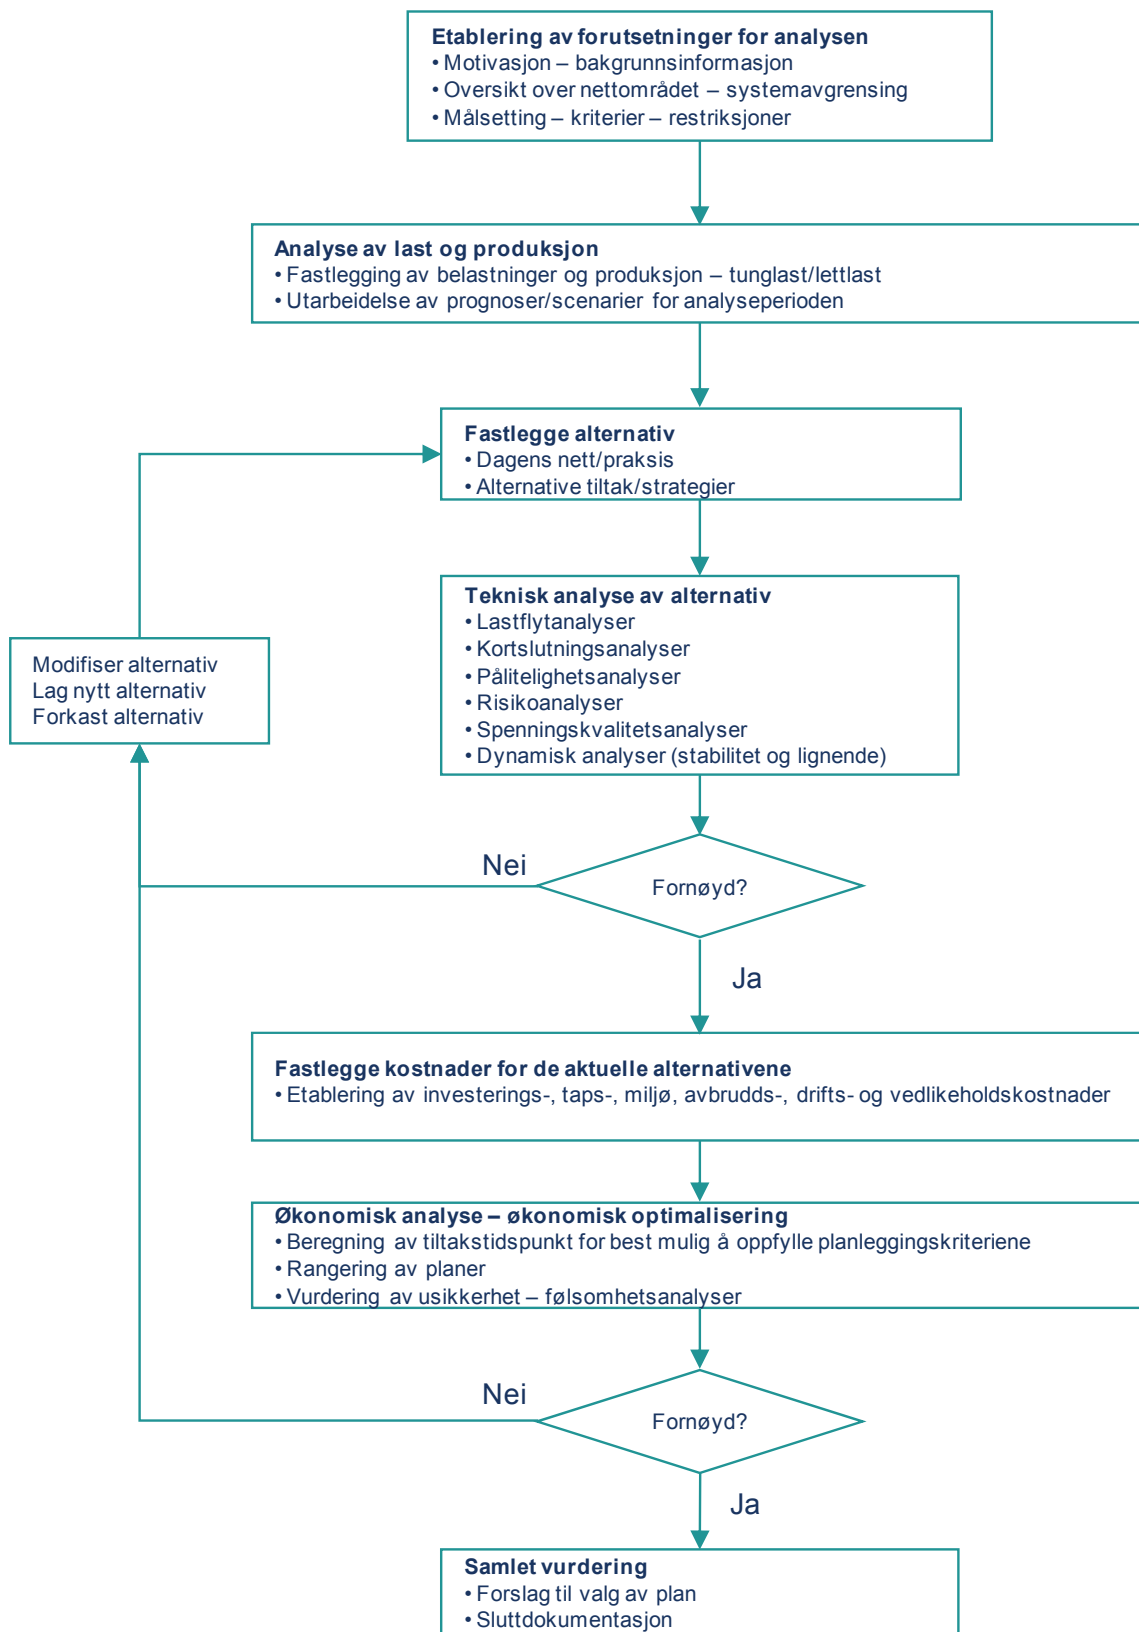 Etablering av forutsetninger for analysen
• Motivasjon – bakgrunnsinformasjon
• Oversikt over nettområdet – systemavgrensing
• Målsetting – kriterier – restriksjoner
Analyse av last og produksjon
• Fastlegging av belastninger og produksjon – tunglast/lettlast
• Utarbeidelse av prognoser/scenarier for analyseperioden
Fastlegge alternativ
• Dagens nett/praksis
• Alternative tiltak/strategier
Teknisk analyse av alternativ
• Lastflytanalyser
• Kortslutningsanalyser
• Pålitelighetsanalyser
• Risikoanalyser
• Spenningskvalitetsanalyser
• Dynamisk analyser (stabilitet og lignende)
Modifiser alternativ
Lag nytt alternativ
Forkast alternativ
Nei
Fornøyd?
Ja
Fastlegge kostnader for de aktuelle alternativene
• Etablering av investerings-, taps-, miljø, avbrudds-, drifts- og vedlikeholdskostnader
Økonomisk analyse – økonomisk optimalisering
• Beregning av tiltakstidspunkt for best mulig å oppfylle planleggingskriteriene
• Rangering av planer
• Vurdering av usikkerhet – følsomhetsanalyser
Nei
Fornøyd?
Ja
Samlet vurdering
• Forslag til valg av plan
• Sluttdokumentasjon